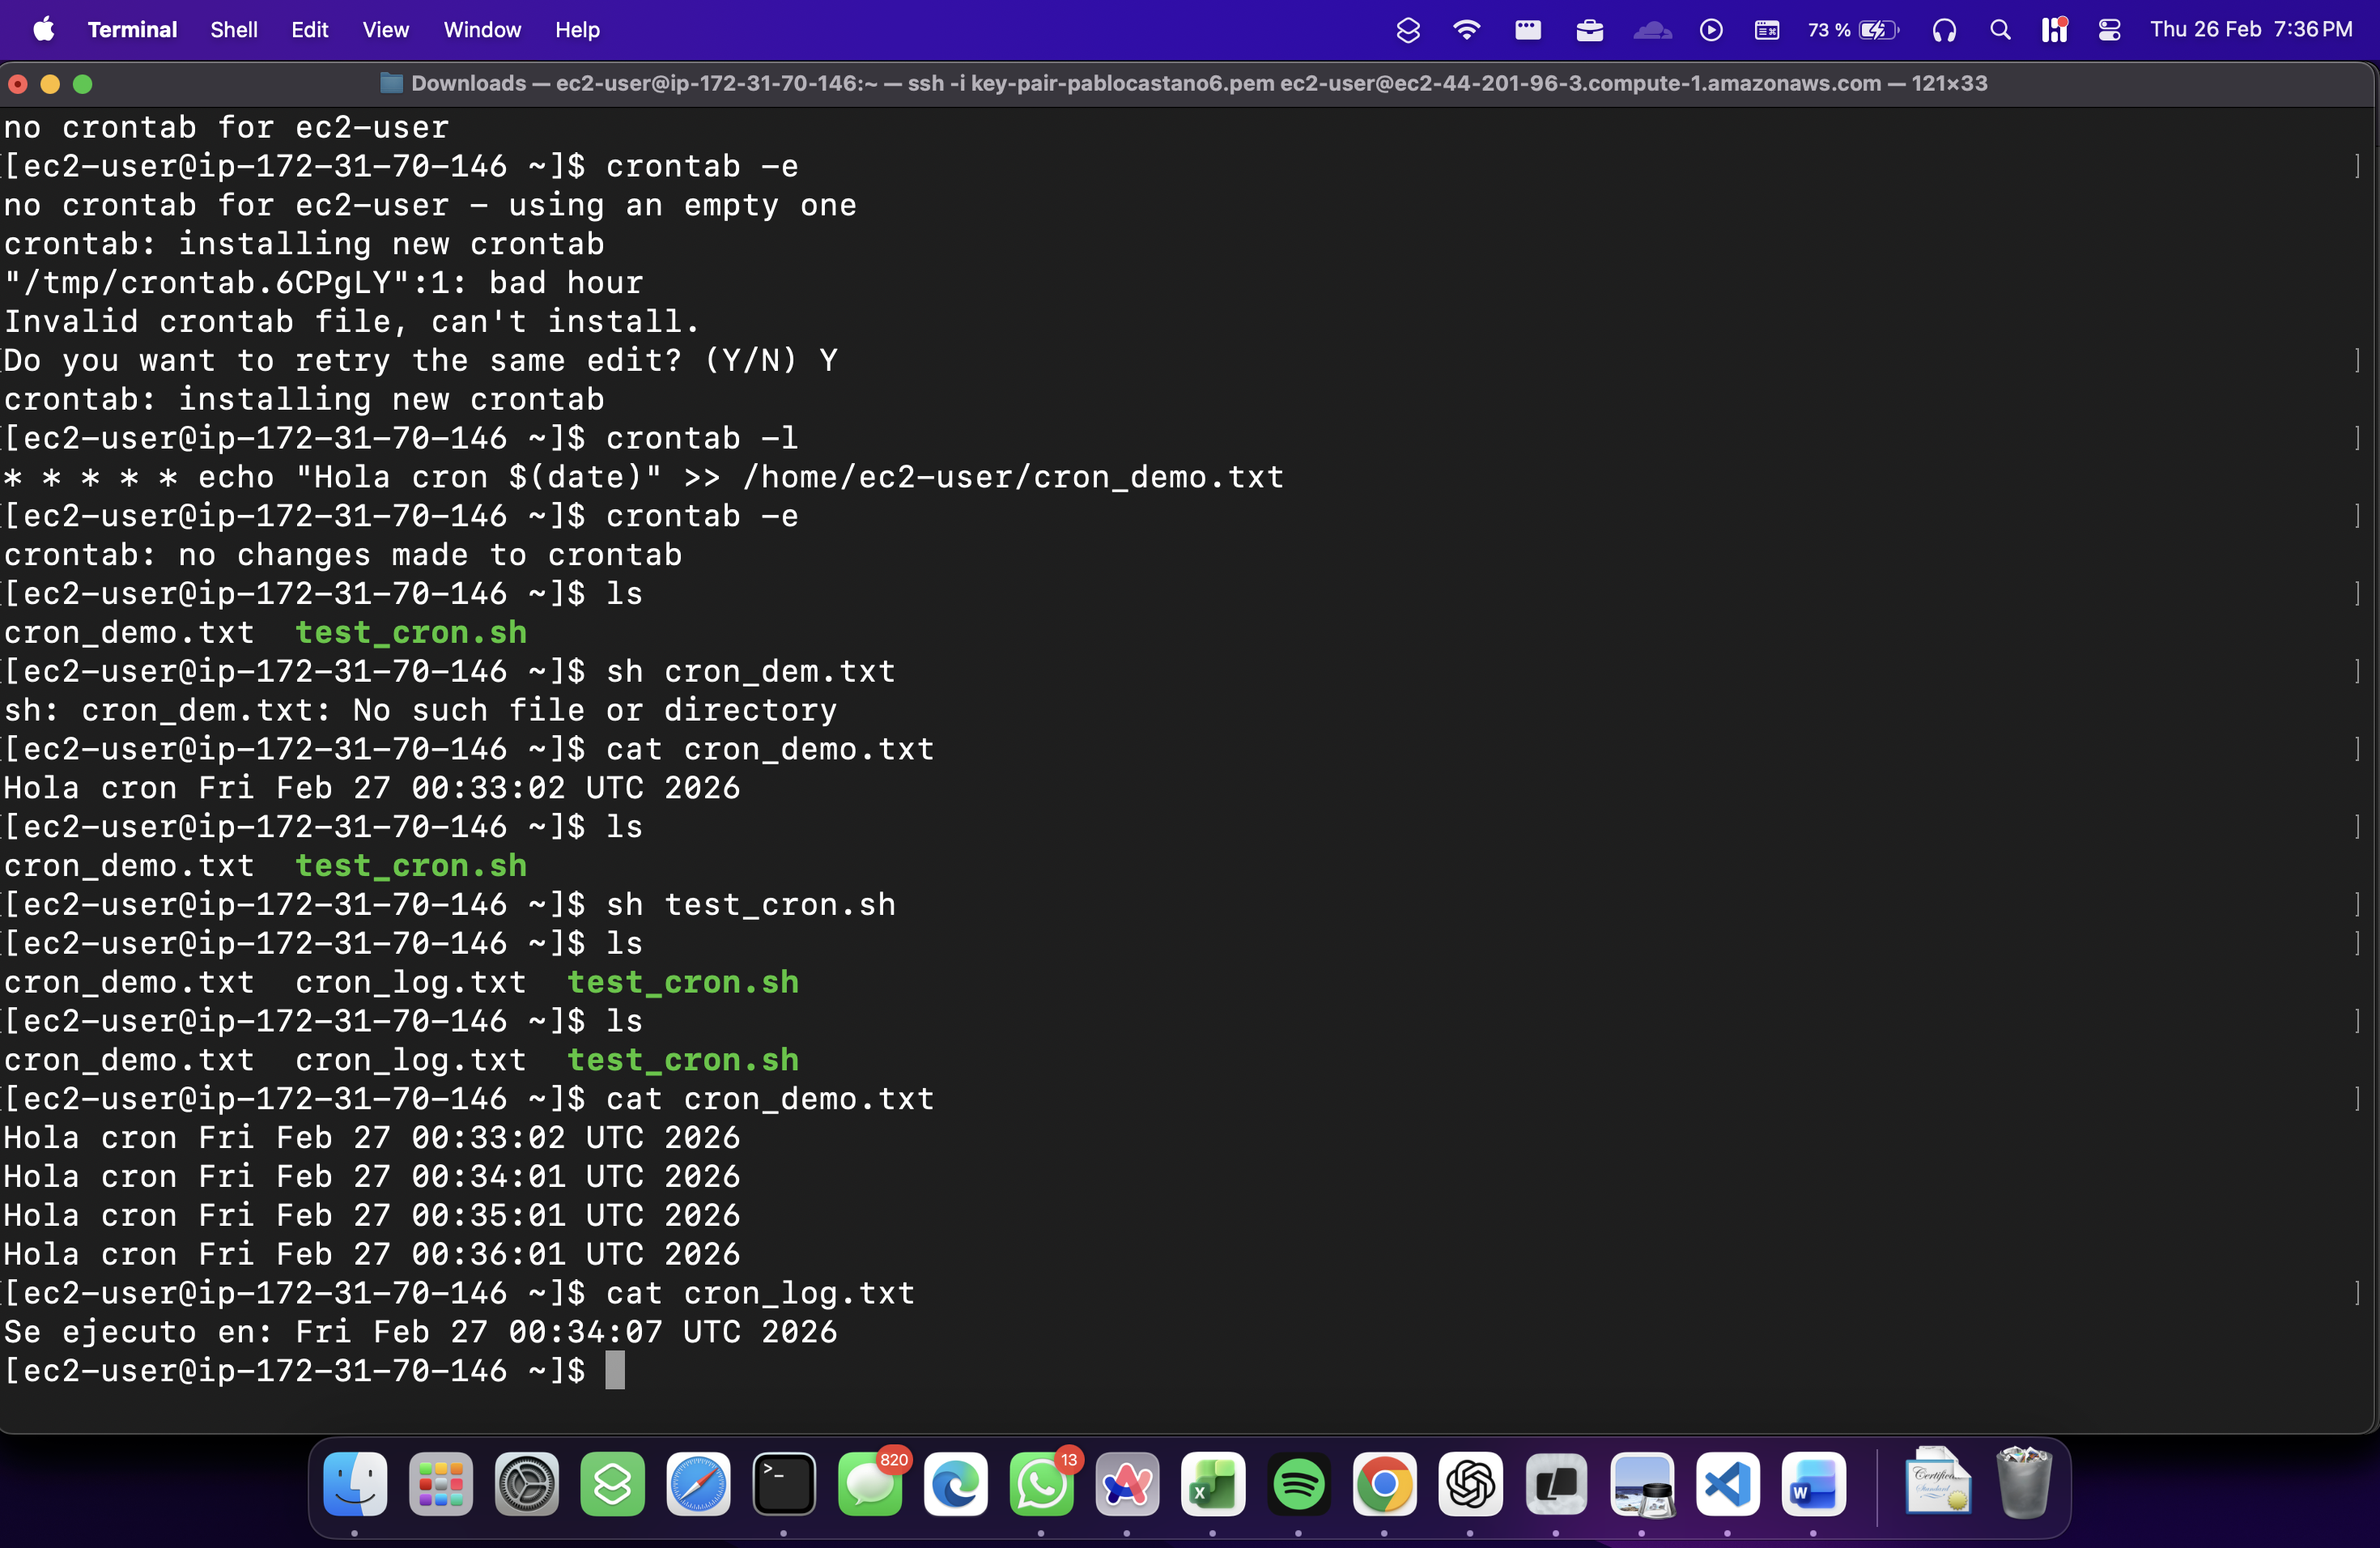 Terminal Shell Edit View Window Help 73 % Thu 26 Feb 7:36 PM
Downloads — ec2-user@ip-172-31-70-146:~ — ssh -i key-pair-pablocastano6.pem ec2-user@ec2-44-201-96-3.compute-1.amazonaws.com — 121×33
no crontab for ec2-user
[ec2-user@ip-172-31-70-146 ~]$ crontab -e
no crontab for ec2-user - using an empty one
crontab: installing new crontab
"/tmp/crontab.6CPgLY":1: bad hour
Invalid crontab file, can't install.
Do you want to retry the same edit? (Y/N) Y
crontab: installing new crontab
[ec2-user@ip-172-31-70-146 ~]$ crontab -l
* * * * * echo "Hola cron $(date)" >> /home/ec2-user/cron_demo.txt
[ec2-user@ip-172-31-70-146 ~]$ crontab -e
crontab: no changes made to crontab
[ec2-user@ip-172-31-70-146 ~]$ ls
cron_demo.txt  test_cron.sh
[ec2-user@ip-172-31-70-146 ~]$ sh cron_dem.txt
sh: cron_dem.txt: No such file or directory
[ec2-user@ip-172-31-70-146 ~]$ cat cron_demo.txt
Hola cron Fri Feb 27 00:33:02 UTC 2026
[ec2-user@ip-172-31-70-146 ~]$ ls
cron_demo.txt  test_cron.sh
[ec2-user@ip-172-31-70-146 ~]$ sh test_cron.sh
[ec2-user@ip-172-31-70-146 ~]$ ls
cron_demo.txt  cron_log.txt  test_cron.sh
[ec2-user@ip-172-31-70-146 ~]$ ls
cron_demo.txt  cron_log.txt  test_cron.sh
[ec2-user@ip-172-31-70-146 ~]$ cat cron_demo.txt
Hola cron Fri Feb 27 00:33:02 UTC 2026
Hola cron Fri Feb 27 00:34:01 UTC 2026
Hola cron Fri Feb 27 00:35:01 UTC 2026
Hola cron Fri Feb 27 00:36:01 UTC 2026
[ec2-user@ip-172-31-70-146 ~]$ cat cron_log.txt
Se ejecuto en: Fri Feb 27 00:34:07 UTC 2026
[ec2-user@ip-172-31-70-146 ~]$
820 13